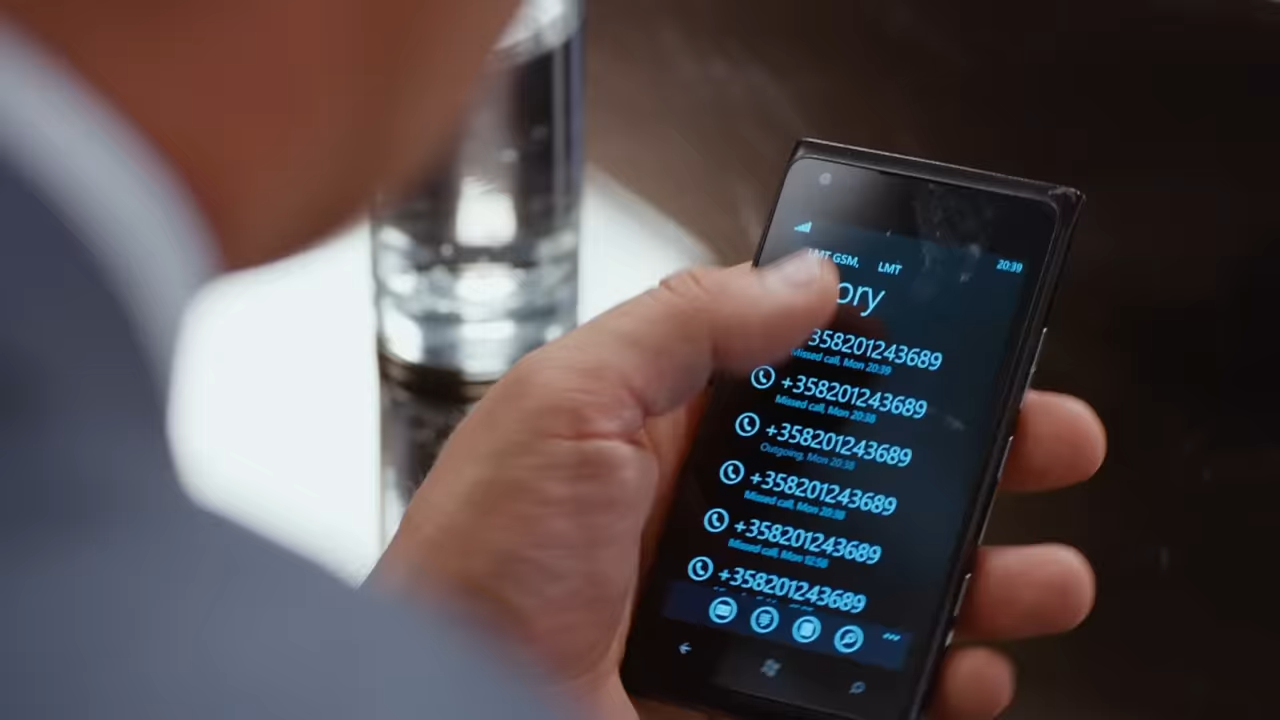 LMT GSM, LMT 20:39
ory
358201243689
Missed call, Mon 20:39
+358201243689
Missed call, Mon 20:38
+358201243689
Outgoing, Mon 20:38
+358201243689
Missed call, Mon 20:38
+358201243689
Missed call, Mon 12:56
+358201243689